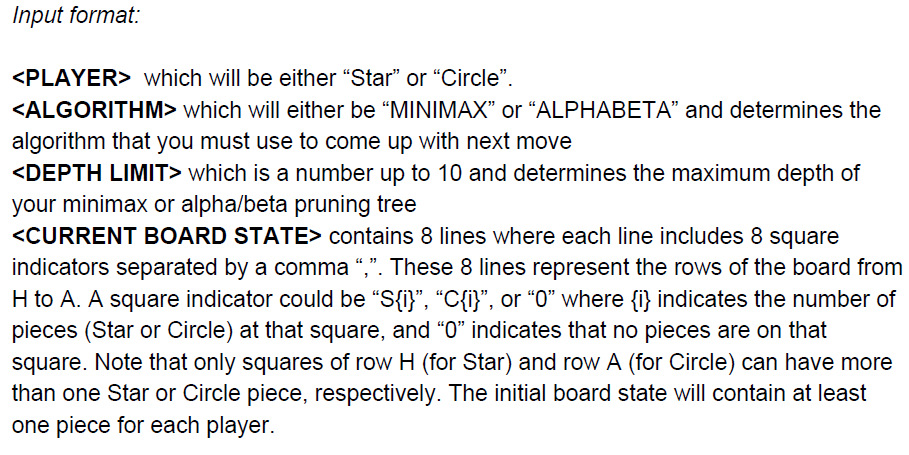 Input format:
<PLAYER> which will be either “Star” or “Circle”.
<ALGORITHM> which will either be “MINIMAX” or “ALPHABETA” and determines the
algorithm that you must use to come up with next move
<DEPTH LIMIT> which is a number up to 10 and determines the maximum depth of
your minimax or alpha/beta pruning tree
<CURRENT BOARD STATE> contains 8 lines where each line includes 8 square
indicators separated by a comma “,”. These 8 lines represent the rows of the board from
H to A. A square indicator could be “S{i}”, “C{i}”, or “0” where {i} indicates the number of
pieces (Star or Circle) at that square, and “0” indicates that no pieces are on that
square. Note that only squares of row H (for Star) and row A (for Circle) can have more
than one Star or Circle piece, respectively. The initial board state will contain at least
one piece for each player.